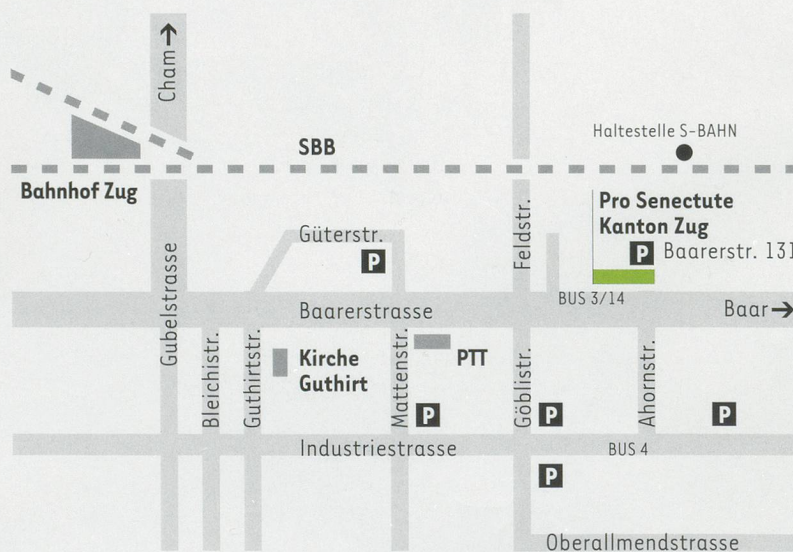 Cham →
Haltestelle S-BAHN
SBB
Bahnhof Zug
Pro Senectute
Kanton Zug
P Baarerstr. 131
Güterstr.
P
Feldstr.
Gubelstrasse
BUS 3/14
Baarerstrasse
Baar →
Bleichistr.
Guthirtstr.
Kirche
Guthirt
Mattenstr.
PTT
Göblistr.
Ahornstr.
P
P
P
Industriestrasse
BUS 4
P
Oberallmendstrasse